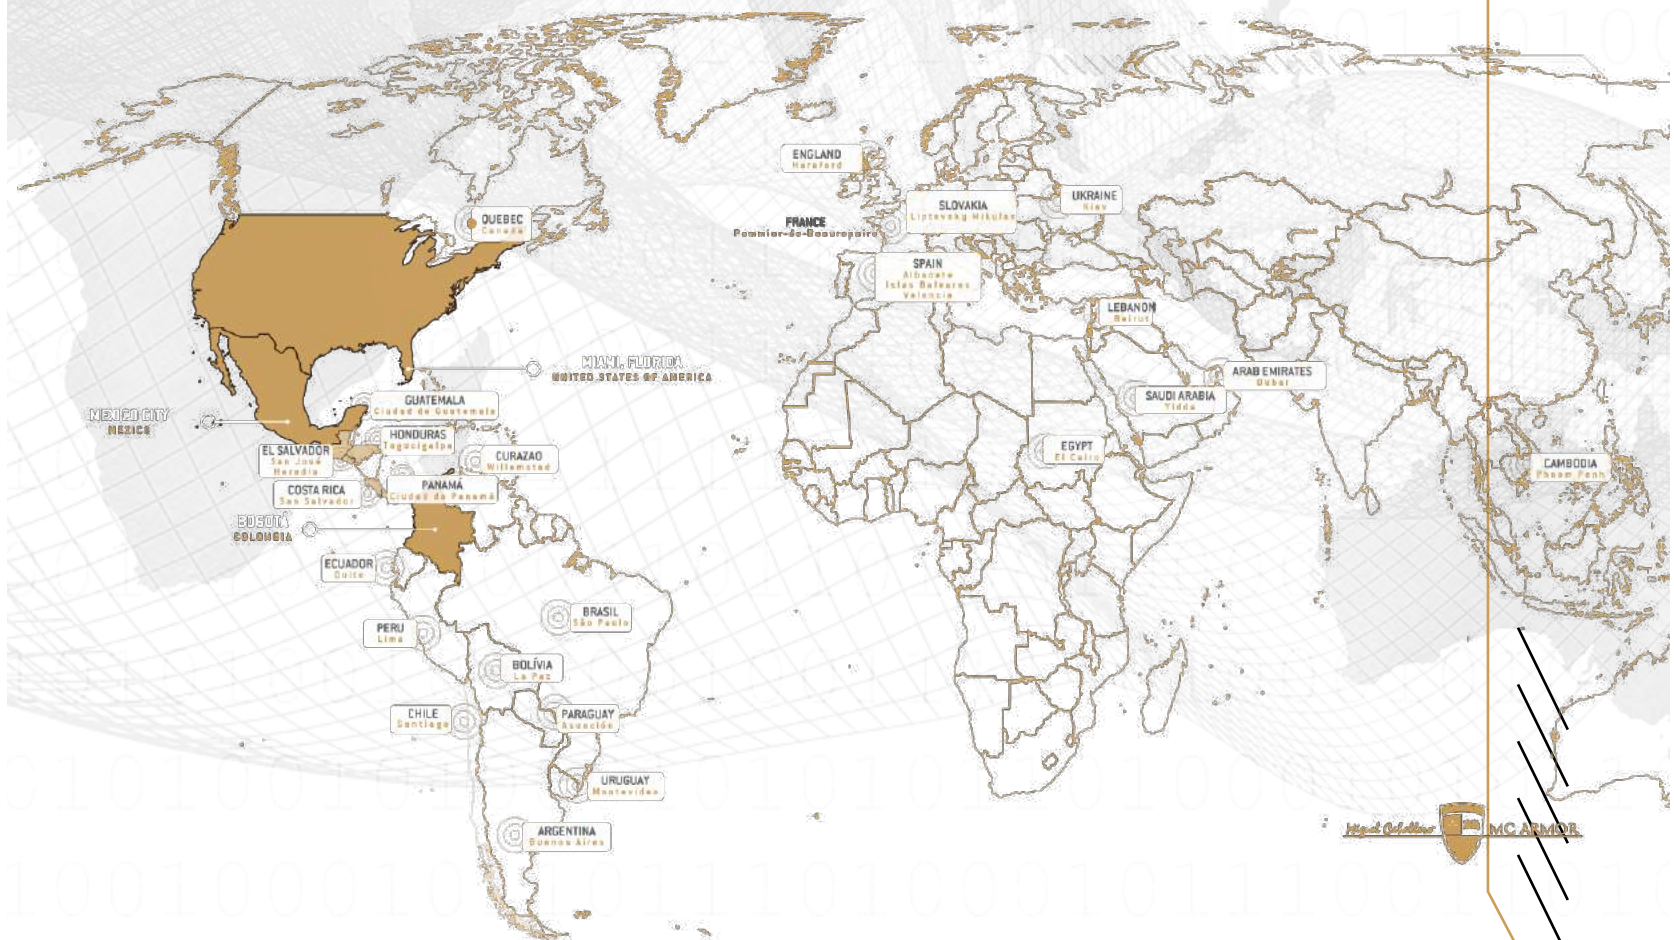 ENGLAND
Hereford
QUEBEC
Canada
SLOVAKIA
Liptovsky Mikulas
UKRAINE
Kiev
FRANCE
Pommier-de-Beaurepaire
SPAIN
Albacete
Islas Baleares
Valencia
LEBANON
Beirut
MIAMI, FLORIDA
UNITED STATES OF AMERICA
ARAB EMIRATES
Dubai
SAUDI ARABIA
Yidda
GUATEMALA
Ciudad de Guatemala
MEXICO CITY
MEXICO
HONDURAS
Tegucigalpa
EGYPT
El Cairo
EL SALVADOR
San José
Heredia
CURAZAO
Willemstad
CAMBODIA
Phnom Penh
COSTA RICA
San Salvador
PANAMÁ
Ciudad de Panamá
BOGOTÁ
COLOMBIA
ECUADOR
Quito
BRASIL
São Paulo
PERU
Lima
BOLÍVIA
La Paz
CHILE
Santiago
PARAGUAY
Asunción
URUGUAY
Montevideo
ARGENTINA
Buenos Aires
Miguel Caballero MC ARMOR